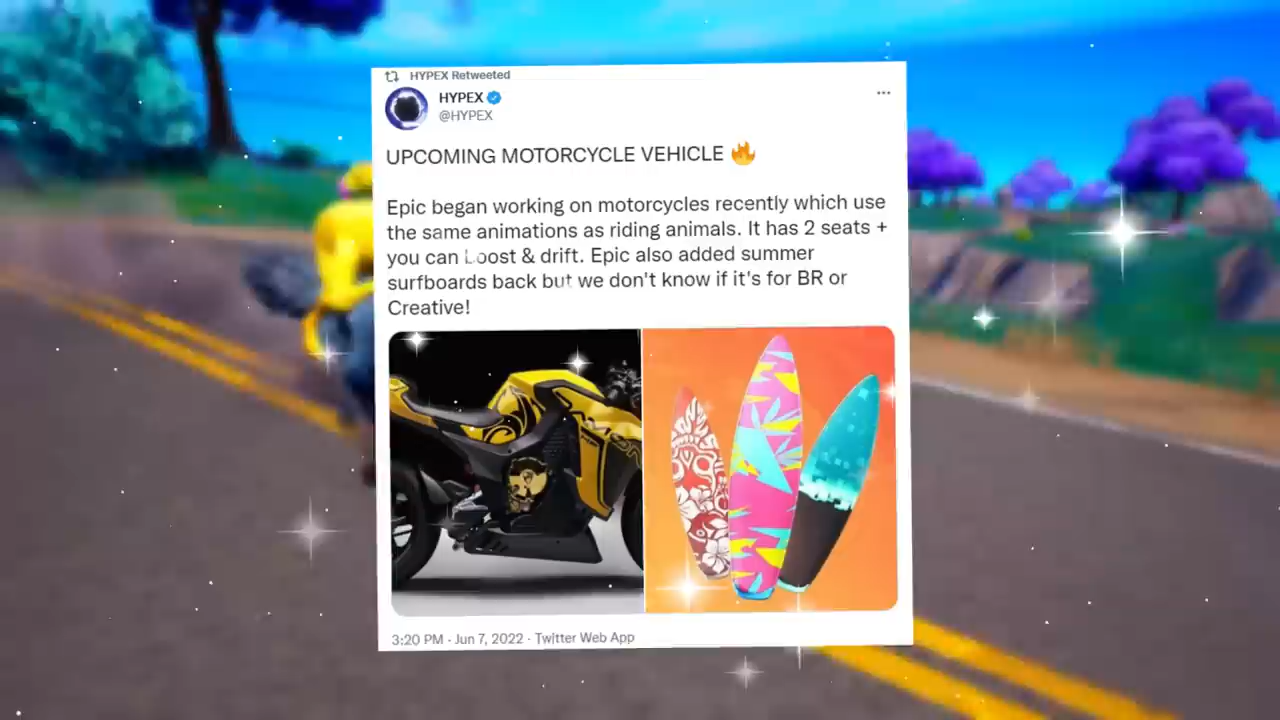 HYPEX Retweeted
HYPEX
@HYPEX
UPCOMING MOTORCYCLE VEHICLE 🔥
Epic began working on motorcycles recently which use
the same animations as riding animals. It has 2 seats +
you can boost & drift. Epic also added summer
surfboards back but we don't know if it's for BR or
Creative!
3:20 PM · Jun 7, 2022 · Twitter Web App